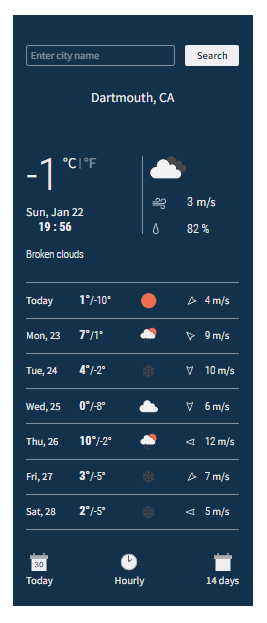 Enter city name Search
Dartmouth, CA
-1 °C | °F
3 m/s
Sun, Jan 22
19 : 56
82 %
Broken clouds
Today 1°/-10° 4 m/s
Mon, 23 7°/1° 9 m/s
Tue, 24 4°/-2° 10 m/s
Wed, 25 0°/-8° 6 m/s
Thu, 26 10°/-2° 12 m/s
Fri, 27 3°/-5° 7 m/s
Sat, 28 2°/-5° 5 m/s
30
Today Hourly 14 days